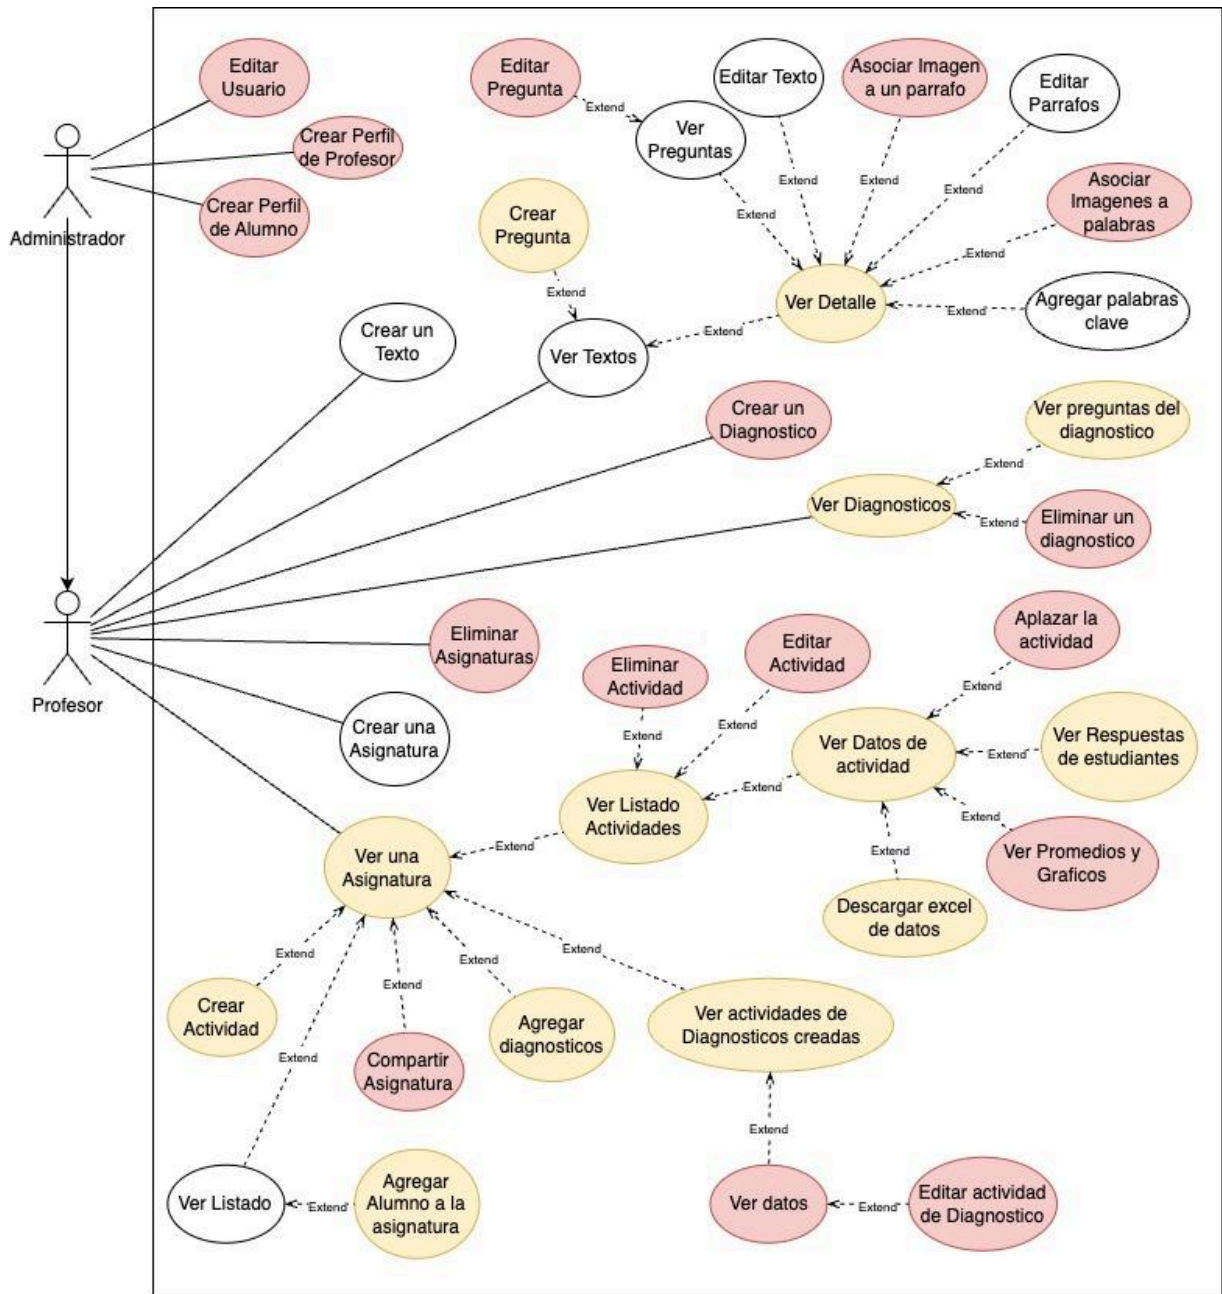 Editar
Usuario
Crear Perfil
de Profesor
Crear Perfil
de Alumno
Administrador
Editar
Pregunta
Extend
Ver
Preguntas
Editar Texto
Asociar Imagen
a un parrafo
Editar
Parrafos
Asociar
Imagenes a
palabras
Agregar palabras
clave
Extend
Extend
Extend
Extend
Extend
Extend
Ver Detalle
Crear
Pregunta
Extend
Extend
Ver Textos
Crear un
Texto
Crear un
Diagnostico
Ver preguntas del
diagnostico
Extend
Ver Diagnosticos
Extend
Eliminar un
diagnostico
Profesor
Eliminar
Asignaturas
Crear una
Asignatura
Eliminar
Actividad
Editar
Actividad
Aplazar la
actividad
Extend
Extend
Extend
Ver Datos de
actividad
Extend
Ver Respuestas
de estudiantes
Ver Listado
Actividades
Extend
Extend
Ver Promedios y
Graficos
Extend
Descargar excel
de datos
Ver una
Asignatura
Extend
Extend
Extend
Extend
Extend
Extend
Crear
Actividad
Compartir
Asignatura
Agregar
diagnosticos
Ver actividades de
Diagnosticos creadas
Extend
Ver Listado
Extend
Agregar
Alumno a la
asignatura
Ver datos
Extend
Editar actividad
de Diagnostico